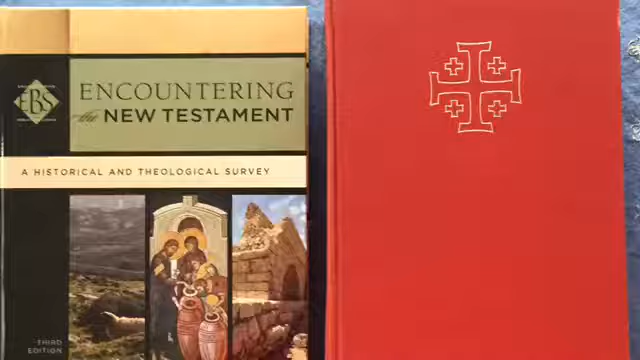 EBS
ENCOUNTERING
the NEW TESTAMENT
A HISTORICAL AND THEOLOGICAL SURVEY
THIRD
EDITION